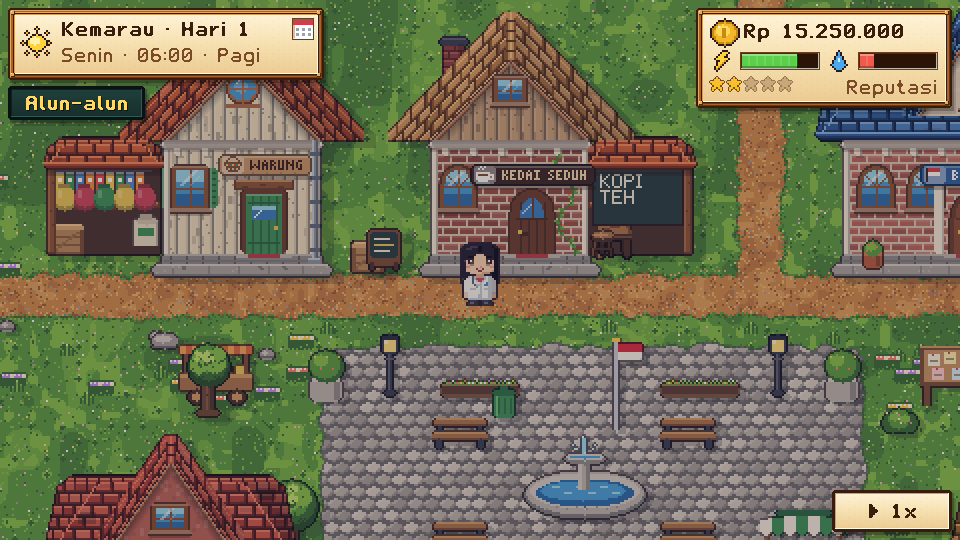 Kemarau · Hari 1
Senin · 06:00 · Pagi
Rp 15.250.000
Reputasi
Alun-alun
WARUNG
KEDAI SEDUH
KOPI
TEH
B
1x